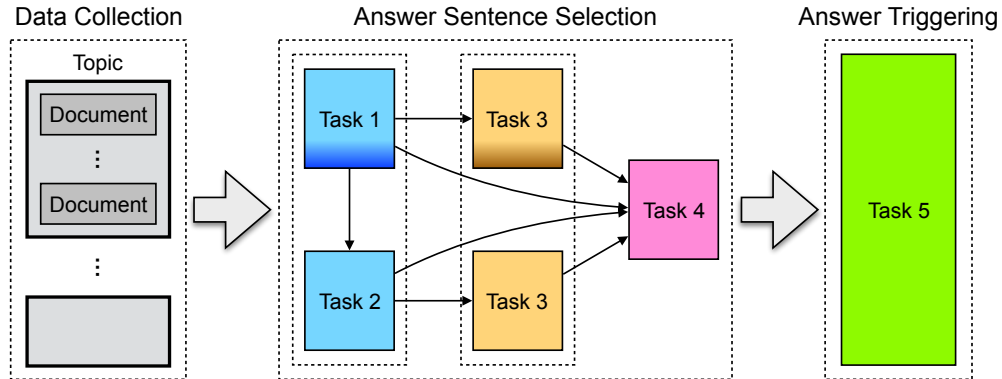 Data Collection
Answer Sentence Selection
Answer Triggering
Topic
Document
⋮
Document
⋮
Task 1
Task 3
Task 2
Task 3
Task 4
Task 5